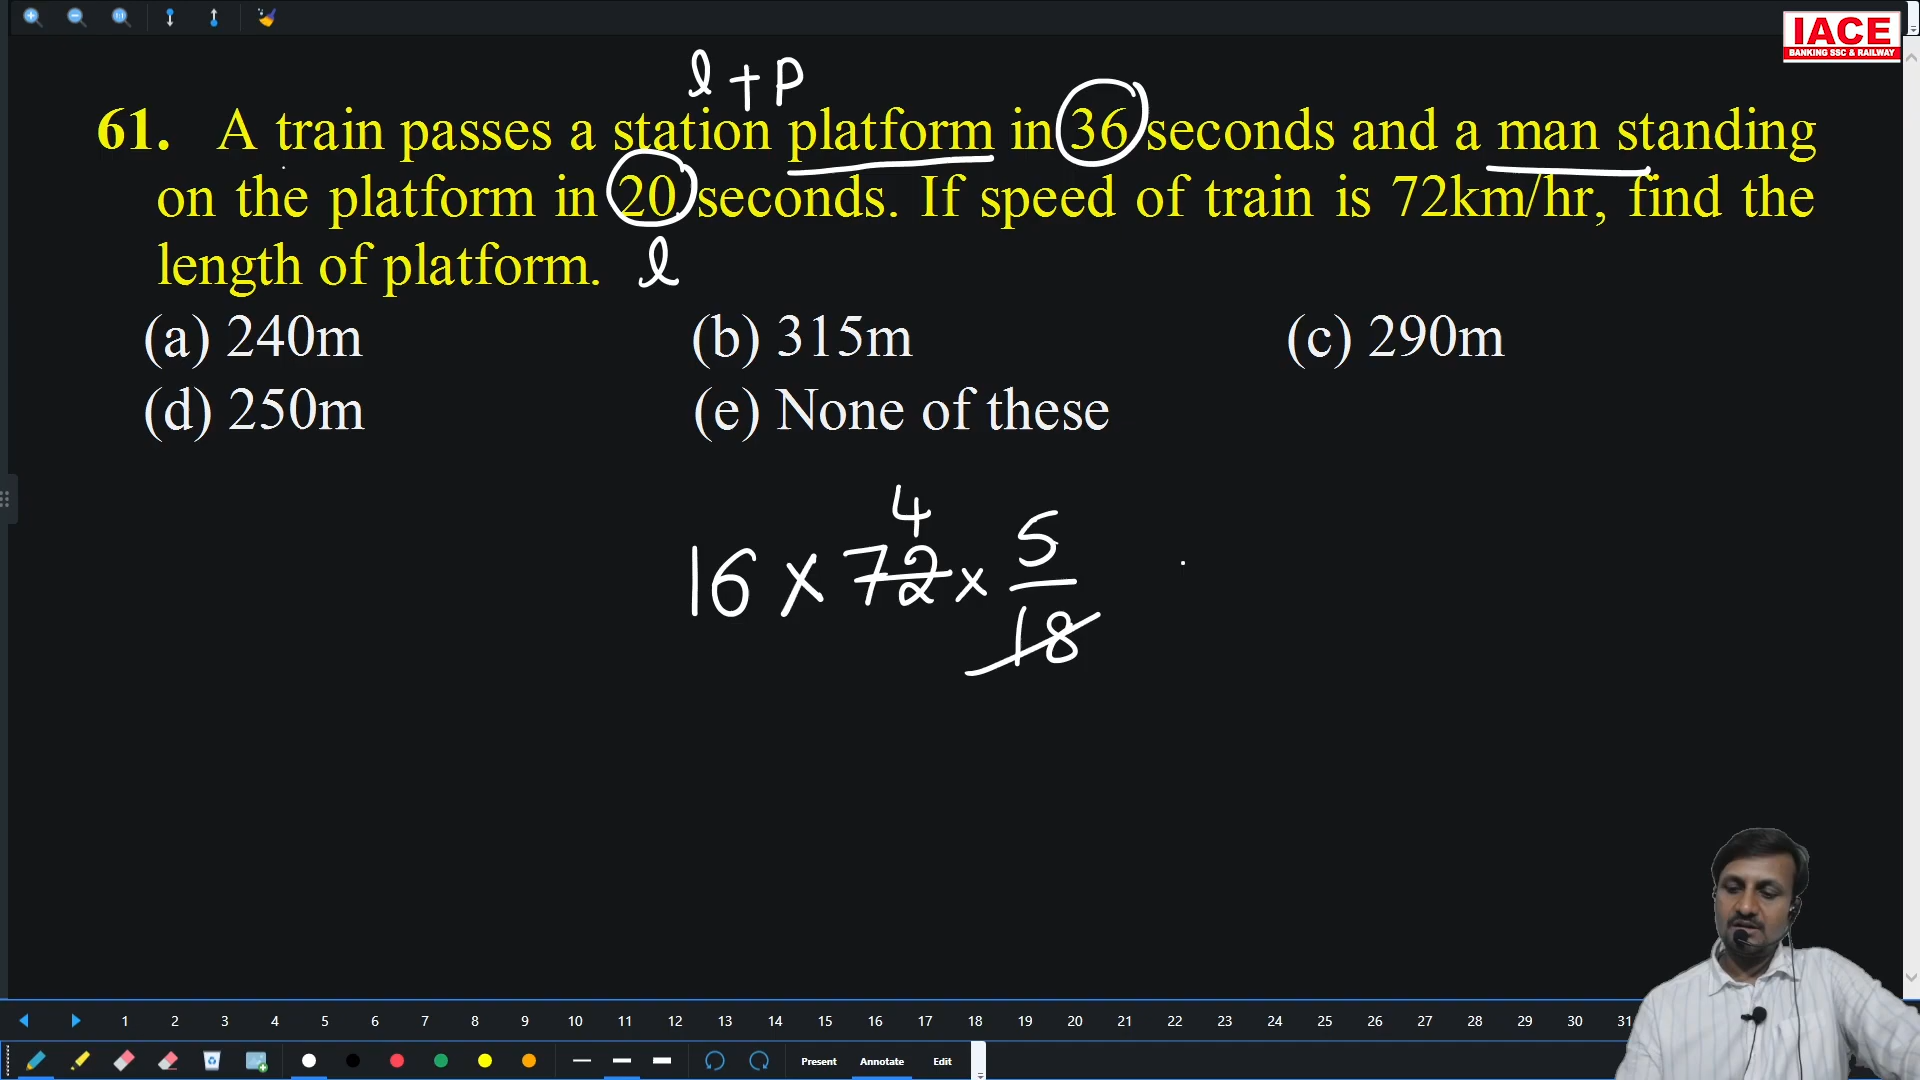 IACE
BANKING SSC & RAILWAY
l + P
61. A train passes a station platform in 36 seconds and a man standing
on the platform in 20 seconds. If speed of train is 72km/hr, find the
length of platform. l
(a) 240m (b) 315m (c) 290m
(d) 250m (e) None of these
4
16 x 72 x 5
18
1 2 3 4 5 6 7 8 9 10 11 12 13 14 15 16 17 18 19 20 21 22 23 24 25 26 27 28 29 30 31
Present Annotate Edit